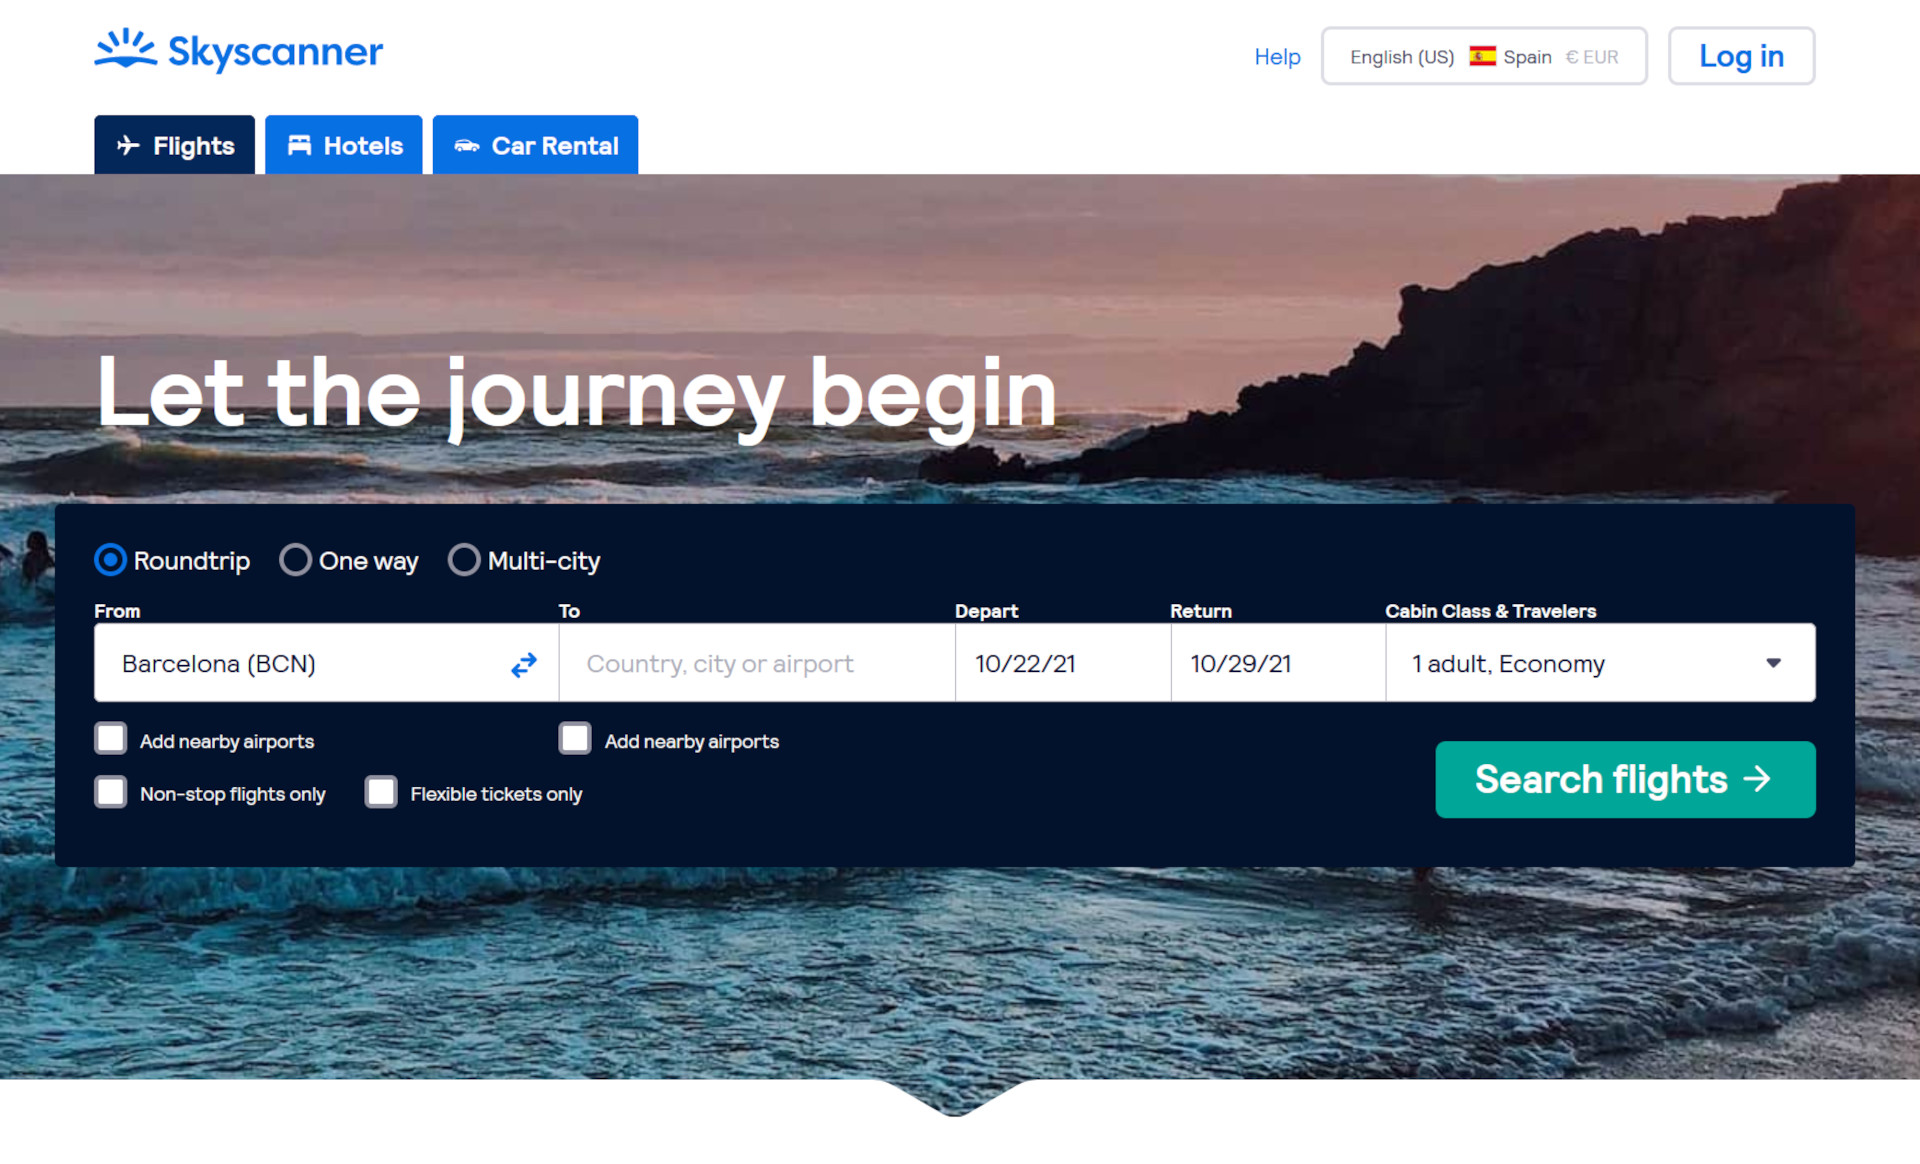 Skyscanner
Help
English (US) Spain € EUR
Log in
Flights
Hotels
Car Rental
Let the journey begin
Roundtrip
One way
Multi-city
From
To
Depart
Return
Cabin Class & Travelers
Barcelona (BCN)
Country, city or airport
10/22/21
10/29/21
1 adult, Economy
Add nearby airports
Add nearby airports
Non-stop flights only
Flexible tickets only
Search flights